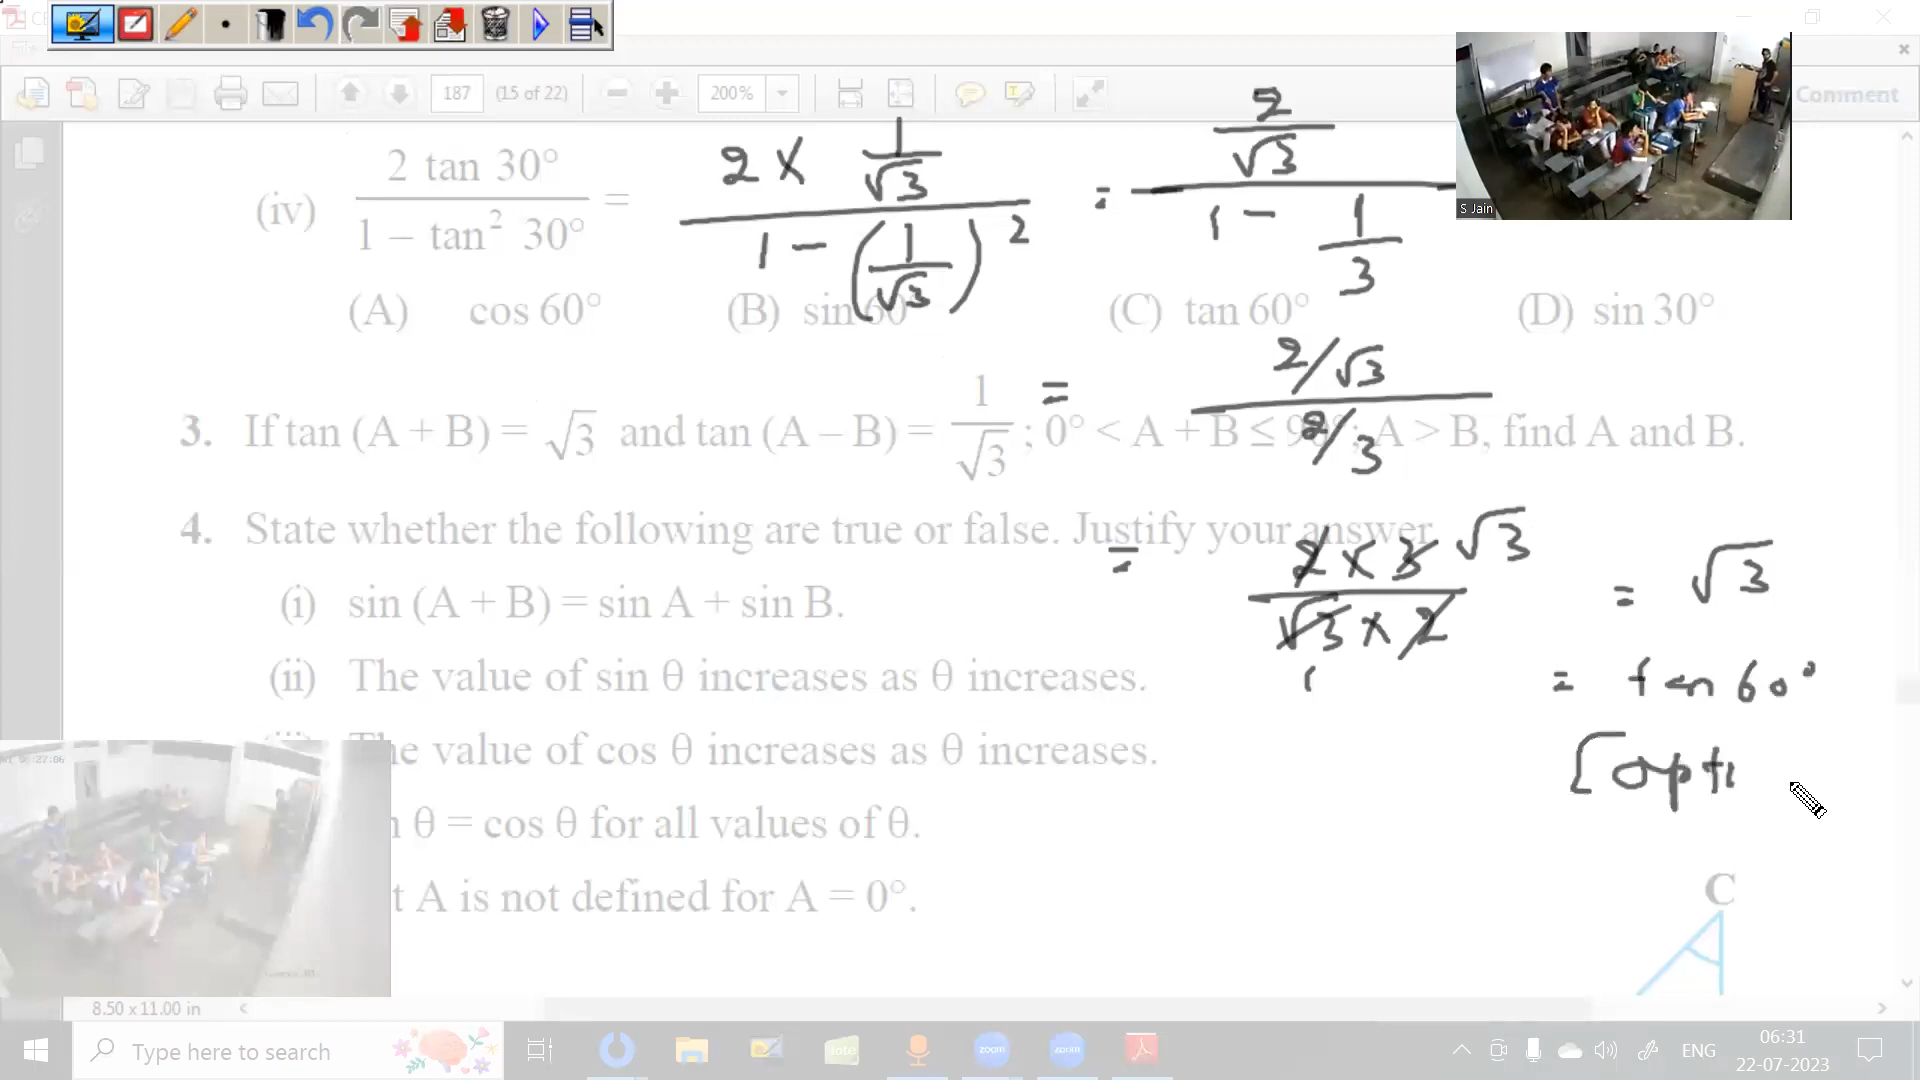 187 (15 of 22) 200% Comment
(iv) 2 tan 30° / 1 − tan² 30° = 2 × 1/√3 / 1 − (1/√3)² = 2/√3 / 1 − 1/3
S Jain
(A) cos 60° (B) sin 60° (C) tan 60° (D) sin 30°
= 2/√3 / 2/3
3. If tan (A + B) = √3 and tan (A – B) = 1/√3 ; 0° < A + B ≤ 90° ; A > B, find A and B.
4. State whether the following are true or false. Justify your answer.
= 2 × 3 √3 / √3 × 2 = √3
1
(i) sin (A + B) = sin A + sin B.
(ii) The value of sin θ increases as θ increases.
= tan 60°
The value of cos θ increases as θ increases.
[opti
n θ = cos θ for all values of θ.
t A is not defined for A = 0°.
C
8.50 x 11.00 in
Type here to search
zoom zoom
ENG
06:31
22-07-2023